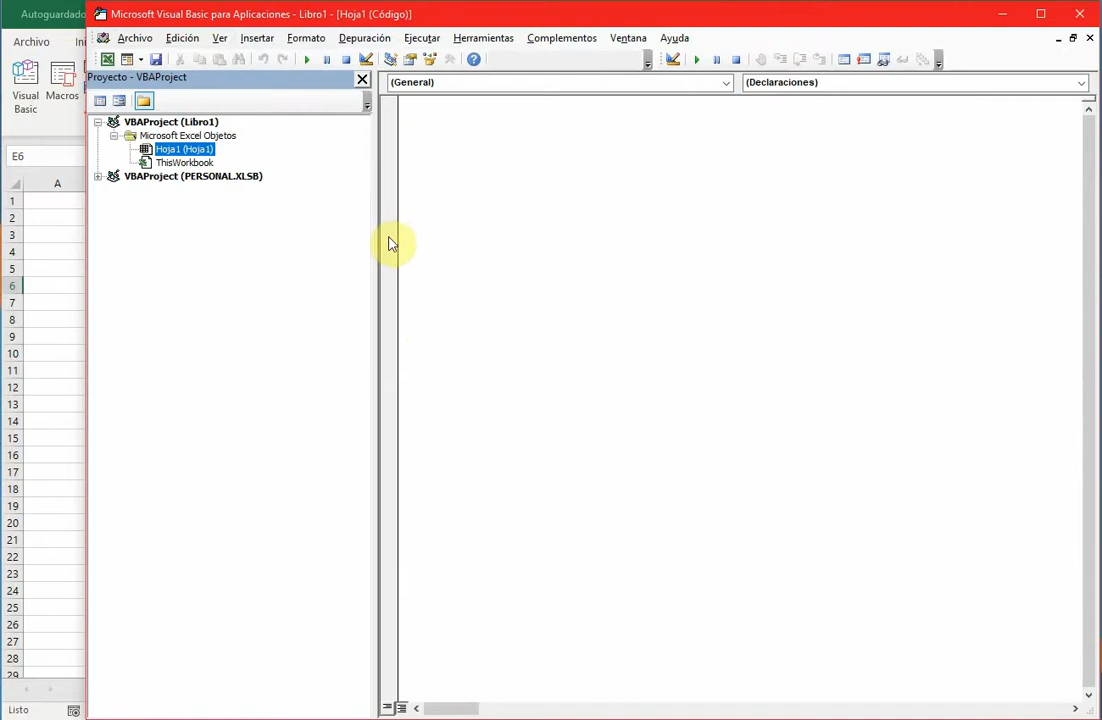 Autoguardado
Microsoft Visual Basic para Aplicaciones - Libro1 - [Hoja1 (Código)]
Archivo
Archivo Edición Ver Insertar Formato Depuración Ejecutar Herramientas Complementos Ventana Ayuda
Visual Basic
Macros
Proyecto - VBAProject
(General)
(Declaraciones)
VBAProject (Libro1)
Microsoft Excel Objetos
Hoja1 (Hoja1)
ThisWorkbook
VBAProject (PERSONAL.XLSB)
E6
A
1
2
3
4
5
6
7
8
9
10
11
12
13
14
15
16
17
18
19
20
21
22
23
24
25
26
27
28
29
Listo